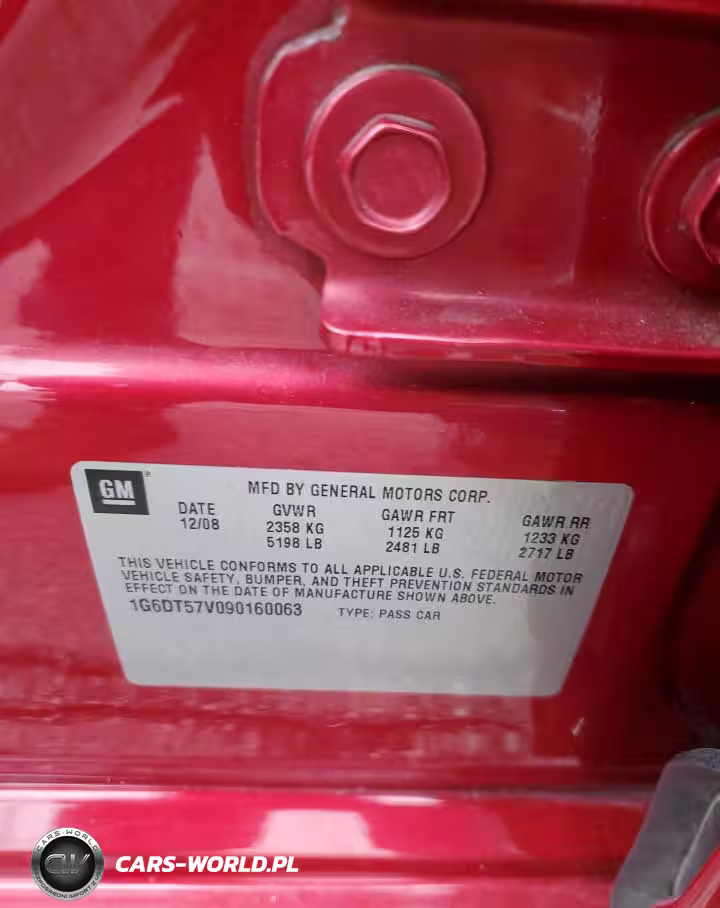 GM
MFD BY GENERAL MOTORS CORP.
DATE GVWR GAWR FRT GAWR RR
12/08 2358 KG 1125 KG 1233 KG
5198 LB 2481 LB 2717 LB
THIS VEHICLE CONFORMS TO ALL APPLICABLE U.S. FEDERAL MOTOR
VEHICLE SAFETY, BUMPER, AND THEFT PREVENTION STANDARDS IN
EFFECT ON THE DATE OF MANUFACTURE SHOWN ABOVE.
1G6DT57V090160063 TYPE: PASS CAR
CARS-WORLD
CW
CARS-WORLD.PL